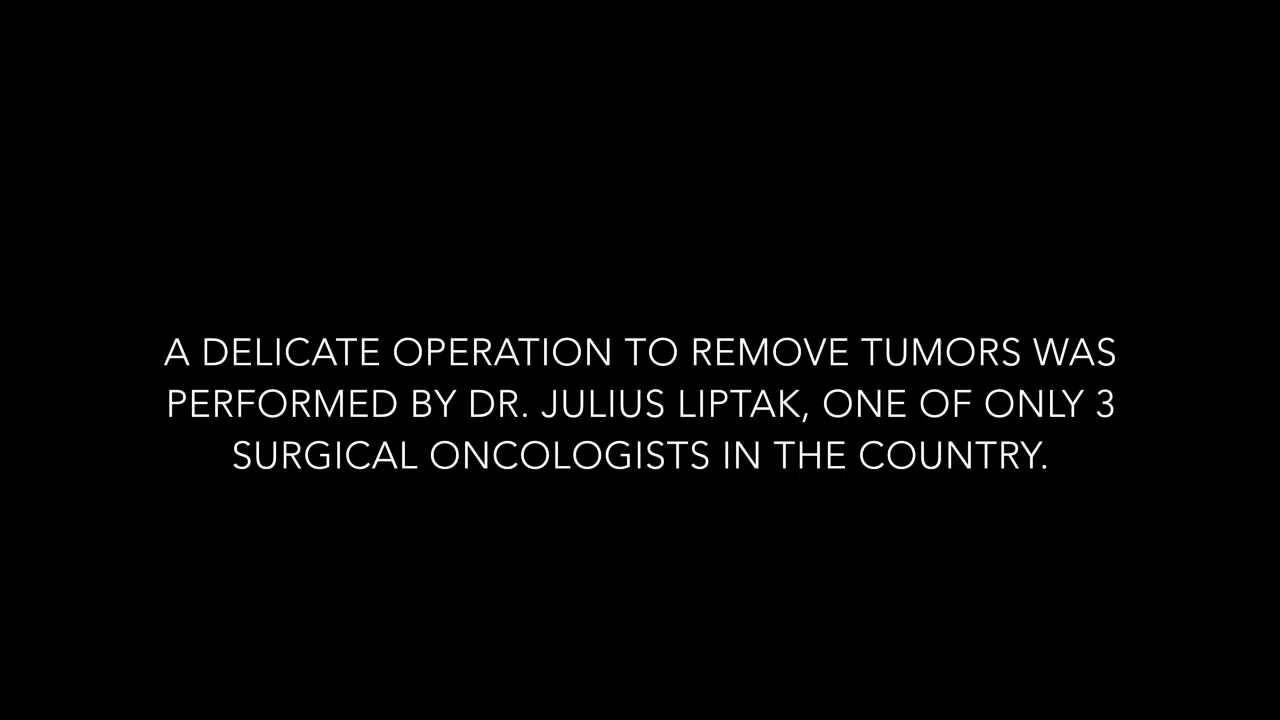 A DELICATE OPERATION TO REMOVE TUMORS WAS
PERFORMED BY DR. JULIUS LIPTAK, ONE OF ONLY 3
SURGICAL ONCOLOGISTS IN THE COUNTRY.